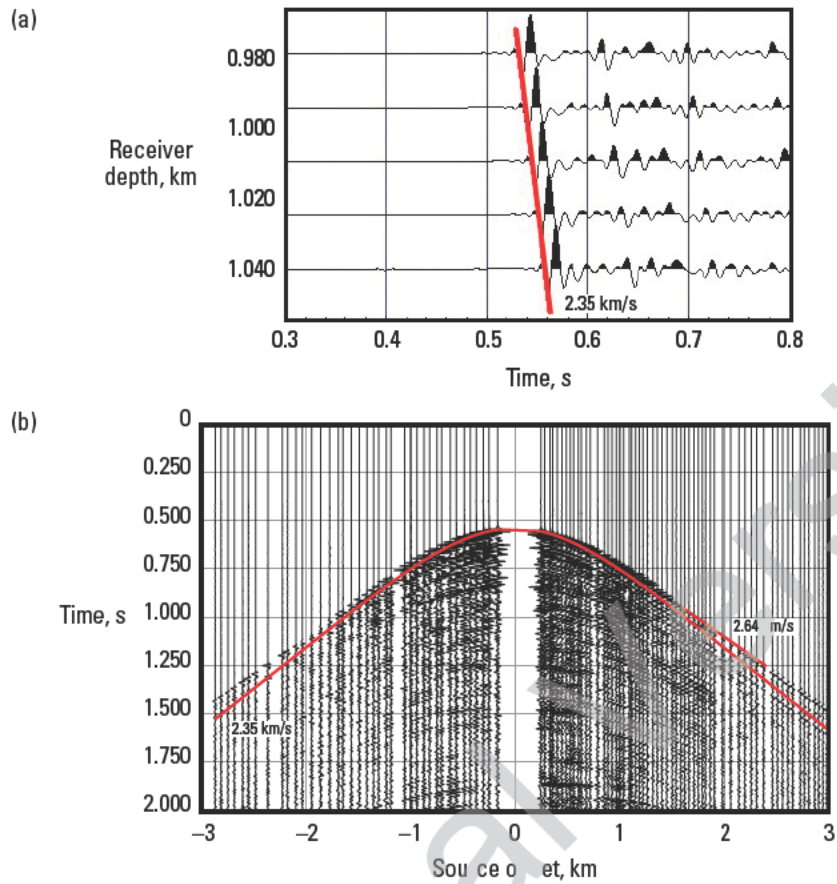 (a)
0.980
1.000
Receiver
depth, km
1.020
1.040
2.35 km/s
0.3 0.4 0.5 0.6 0.7 0.8
Time, s
(b)
0
0.250
0.500
0.750
Time, s
1.000
2.64 m/s
1.250
1.500
2.35 km/s
1.750
2.000
−3 −2 −1 0 1 2 3
et, km